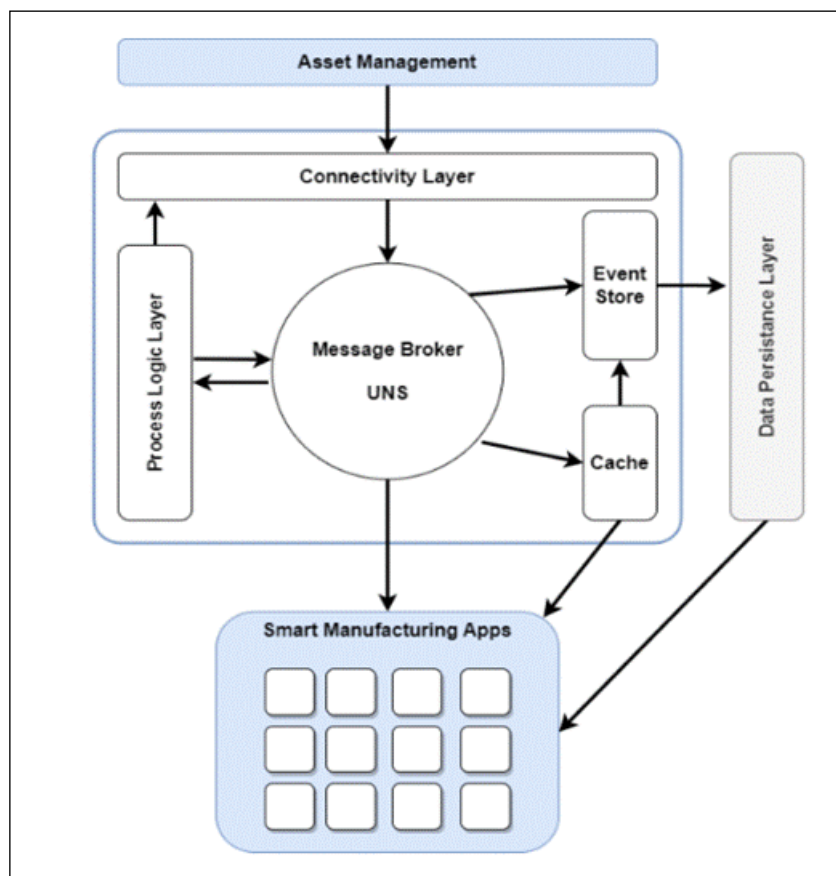 Asset Management
Connectivity Layer
Process Logic Layer
Message Broker
UNS
Event
Store
Cache
Data Persistance Layer
Smart Manufacturing Apps